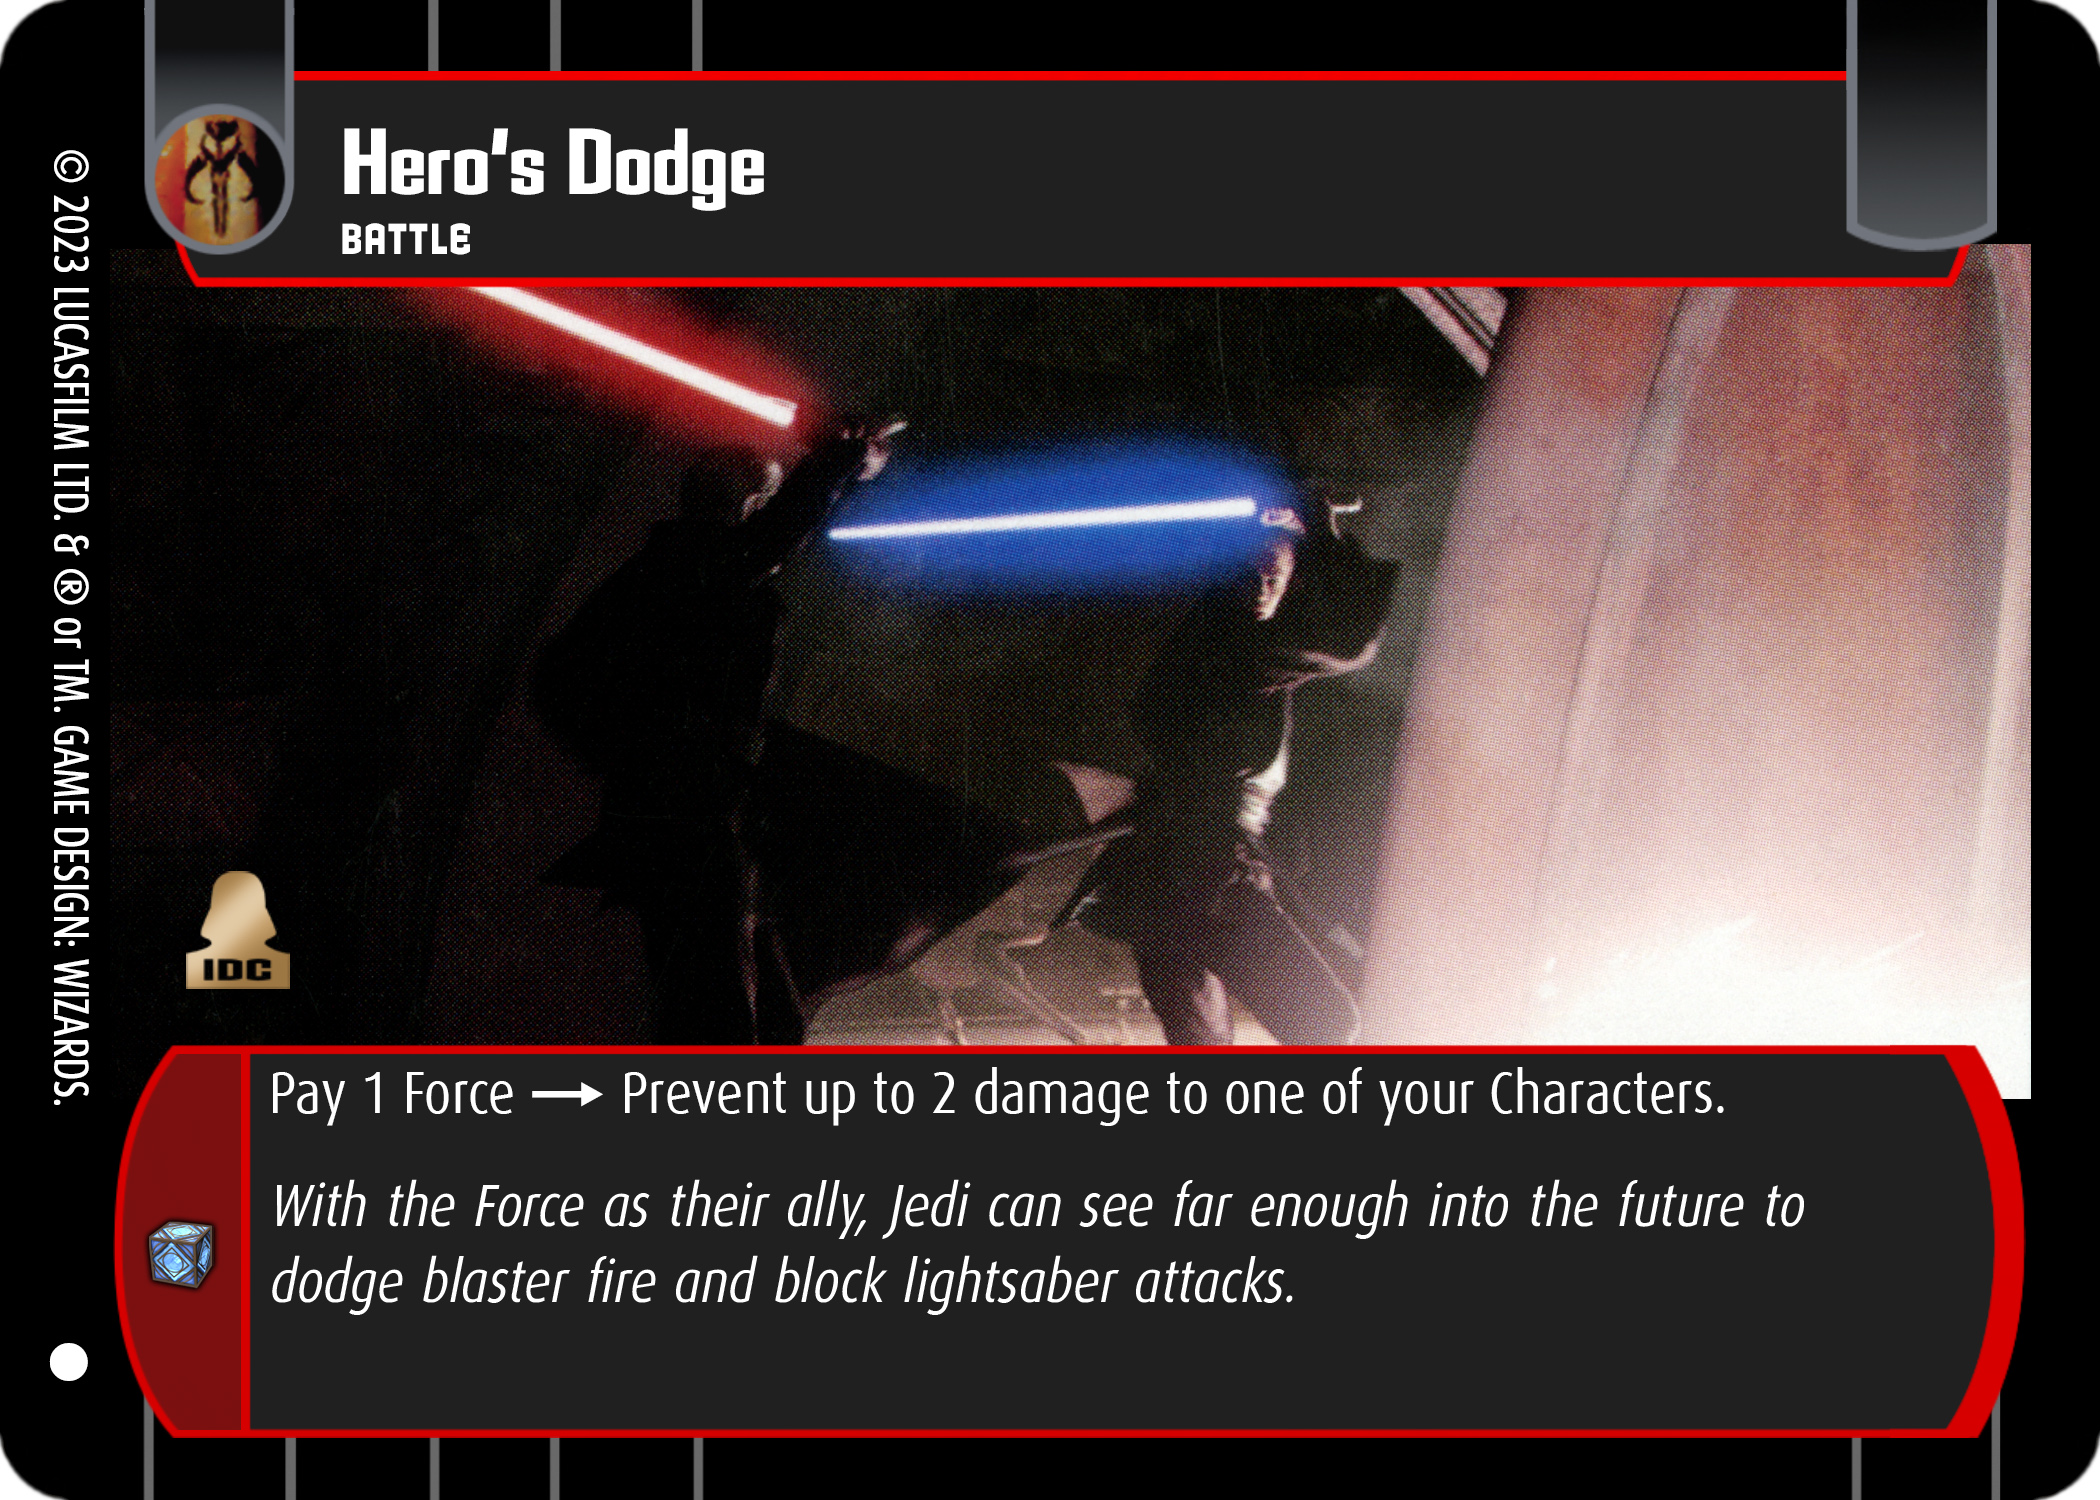 Hero's Dodge
BATTLE
IDC
Pay 1 Force → Prevent up to 2 damage to one of your Characters.
With the Force as their ally, Jedi can see far enough into the future to
dodge blaster fire and block lightsaber attacks.
© 2023 LUCASFILM LTD. & ® or TM. GAME DESIGN: WIZARDS.